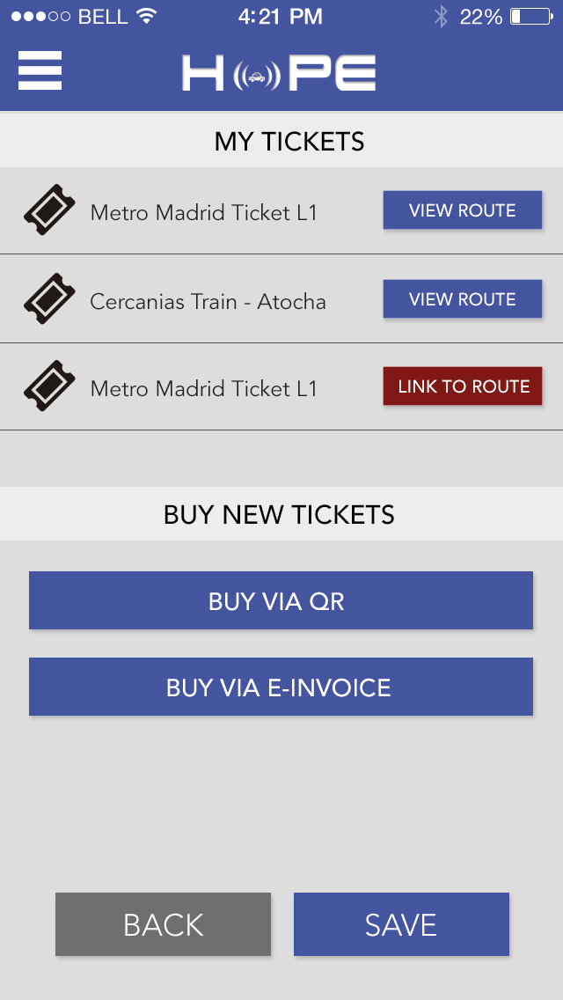 BELL 4:21 PM 22%
HOPE
MY TICKETS
Metro Madrid Ticket L1 VIEW ROUTE
Cercanias Train - Atocha VIEW ROUTE
Metro Madrid Ticket L1 LINK TO ROUTE
BUY NEW TICKETS
BUY VIA QR
BUY VIA E-INVOICE
BACK SAVE